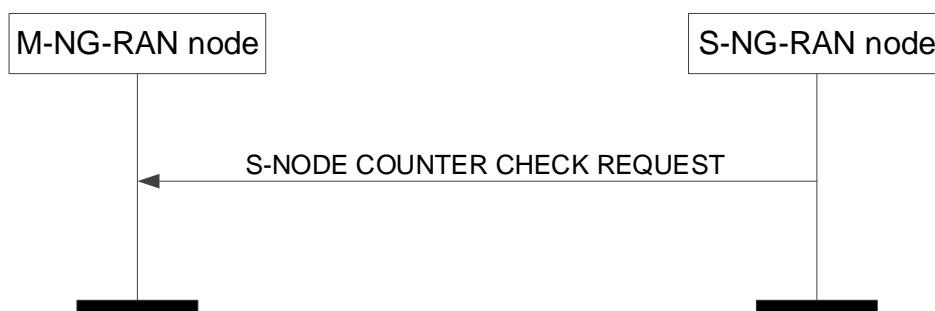 M-NG-RAN node
S-NG-RAN node
S-NODE COUNTER CHECK REQUEST